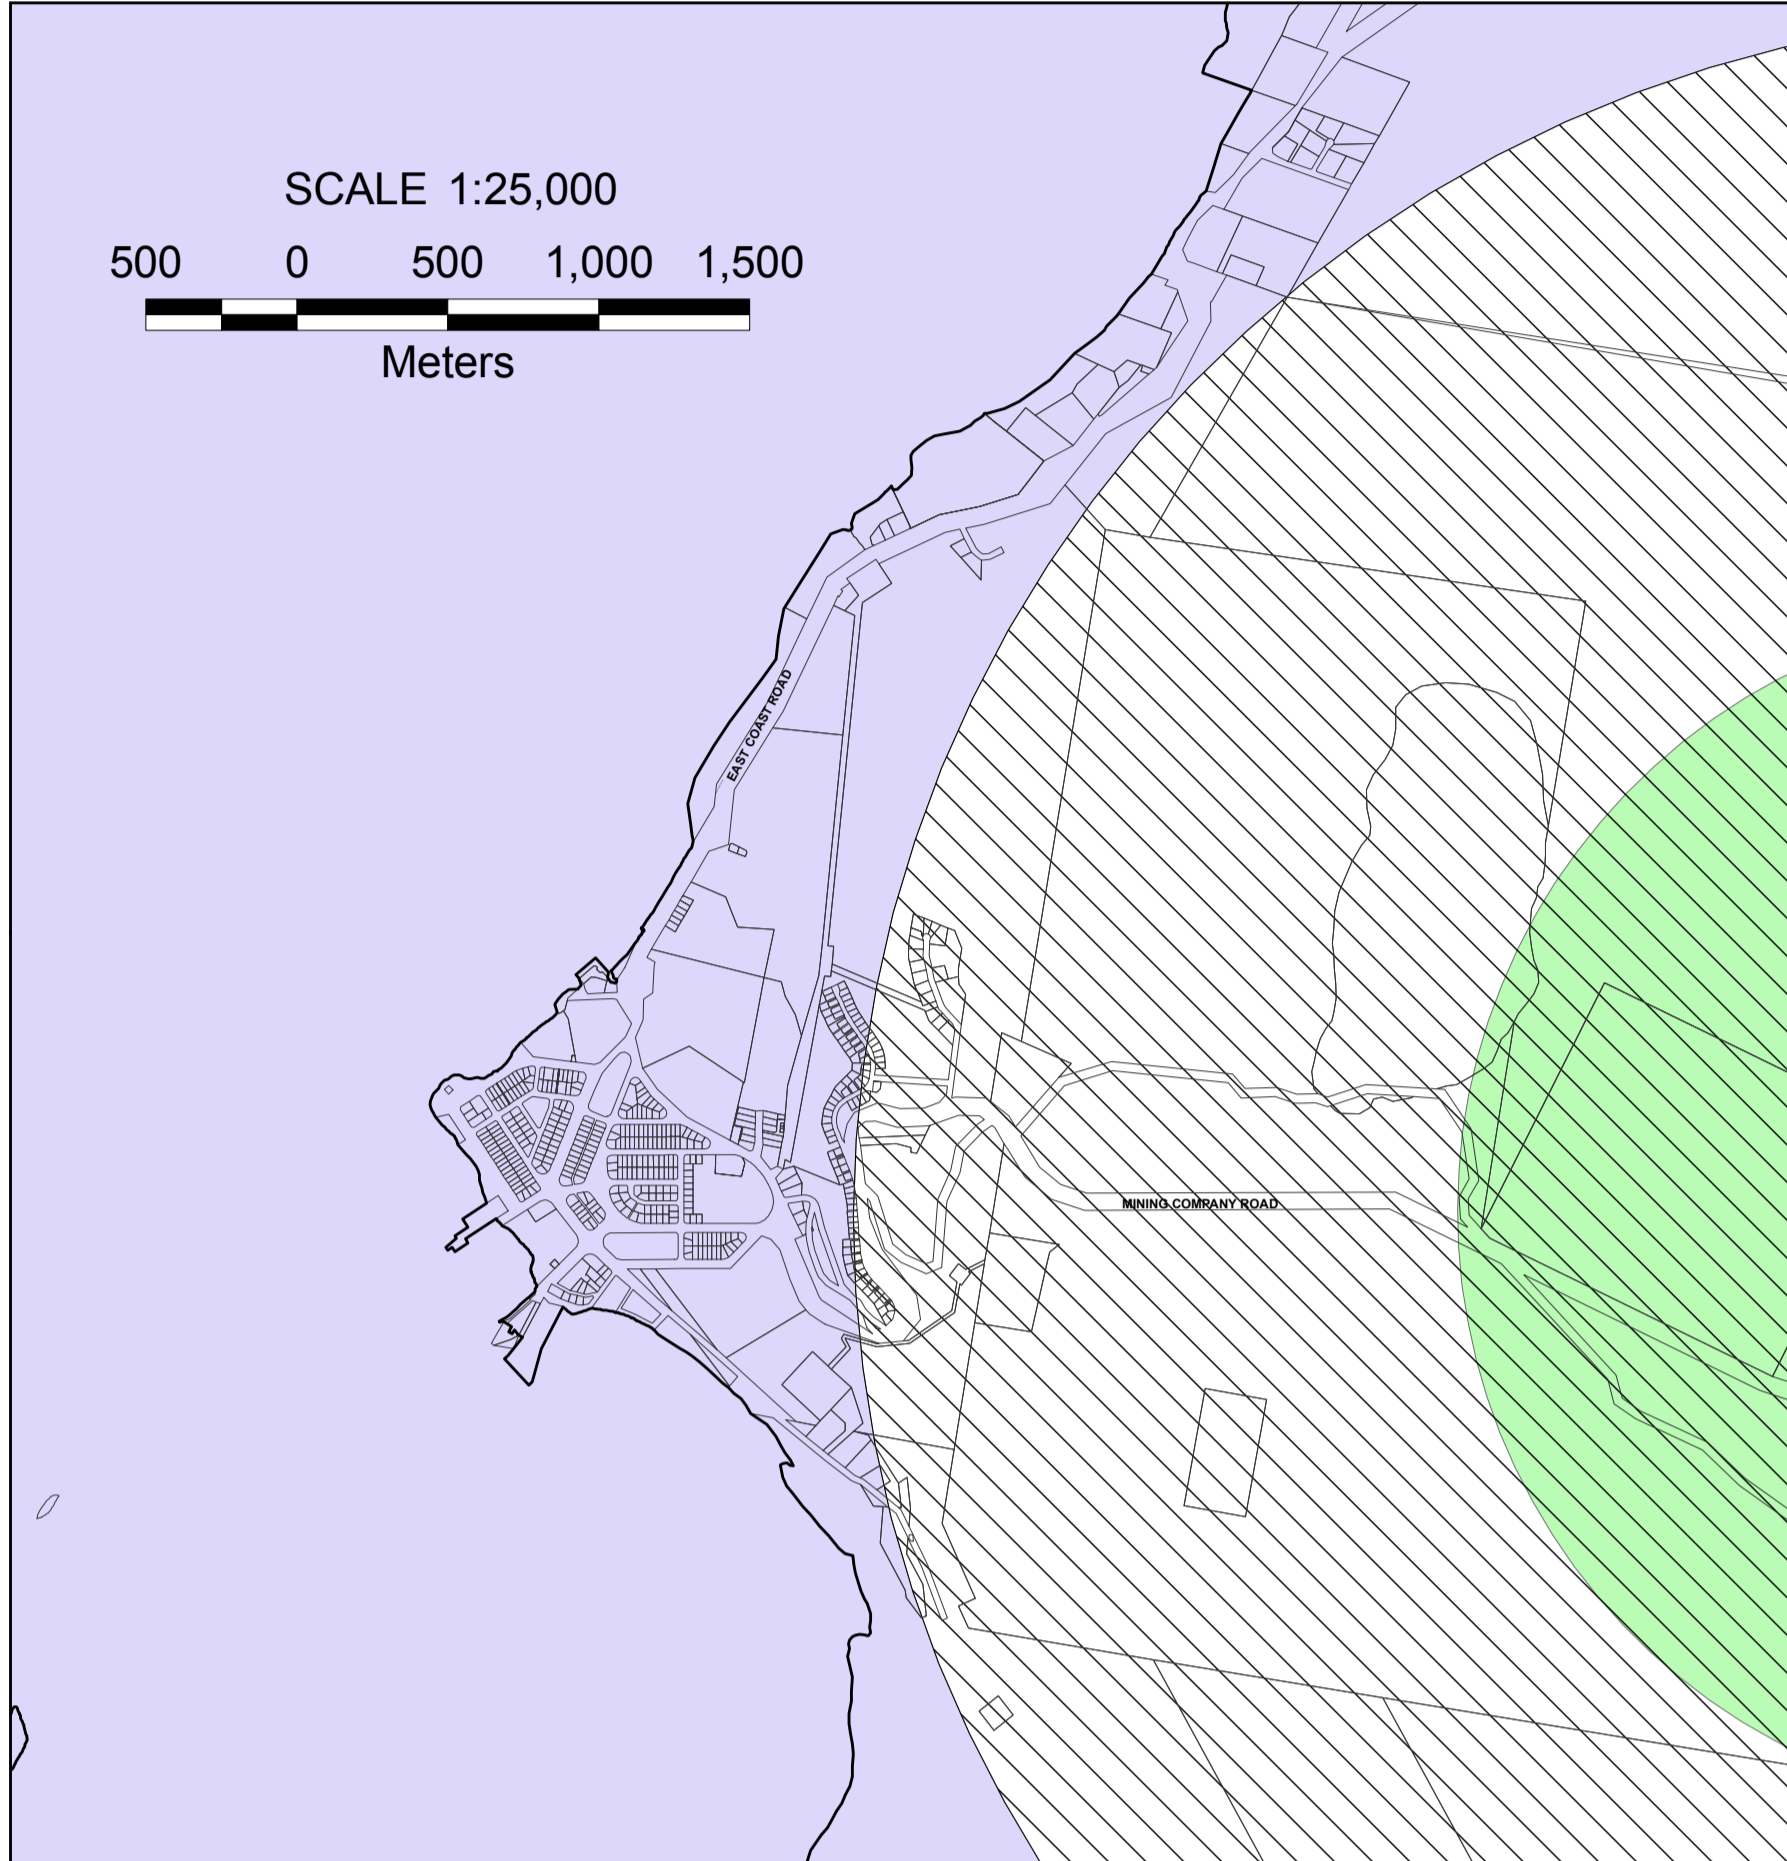 SCALE 1:25,000
500 0 500 1,000 1,500
Meters
EAST COAST ROAD
MINING COMPANY ROAD